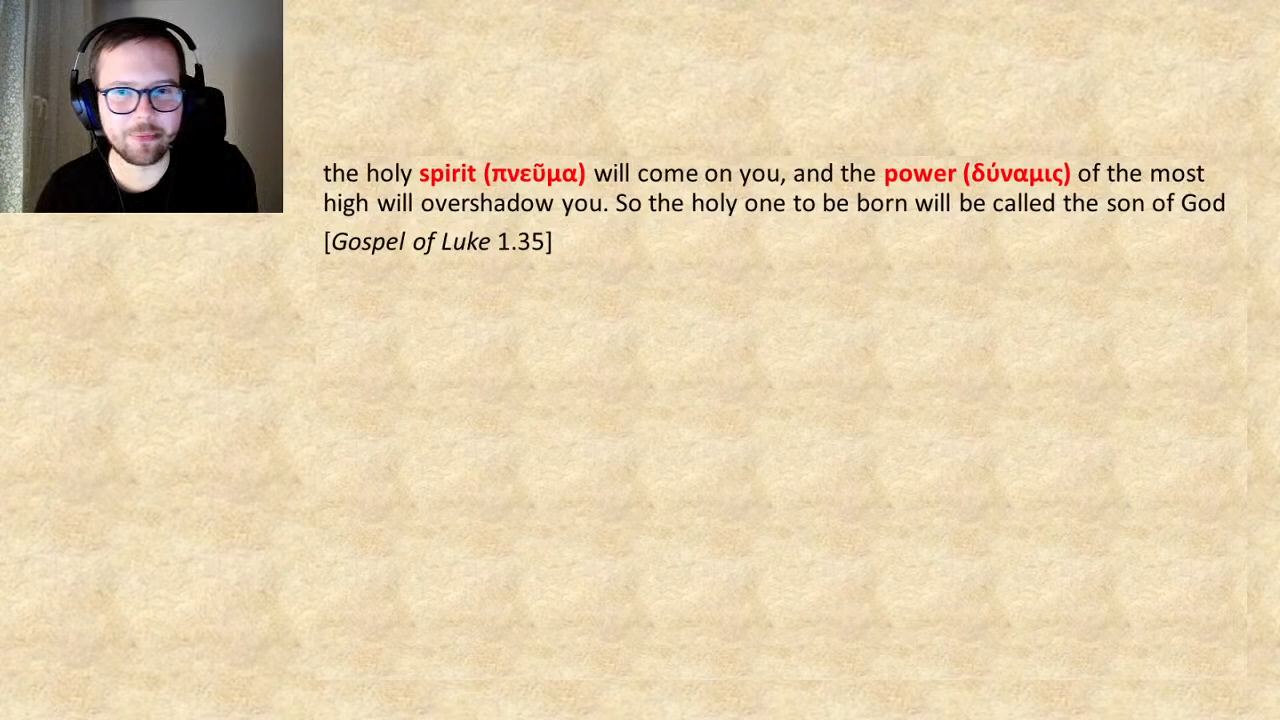 the holy spirit (πνεῦμα) will come on you, and the power (δύναμις) of the most
high will overshadow you. So the holy one to be born will be called the son of God
[Gospel of Luke 1.35]